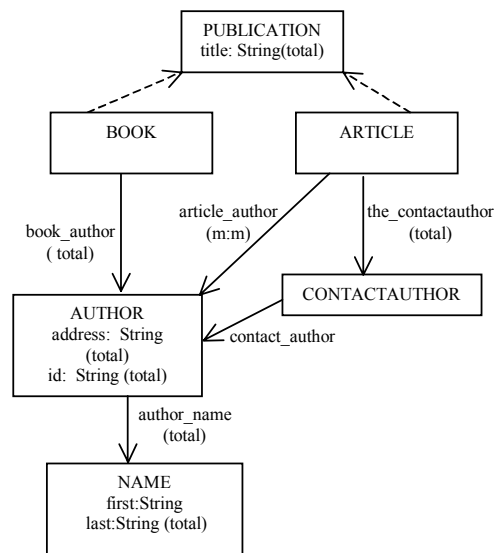 PUBLICATION
title: String(total)
BOOK
ARTICLE
book_author
( total)
article_author
(m:m)
the_contactauthor
(total)
AUTHOR
address:  String
(total)
id:  String (total)
CONTACTAUTHOR
contact_author
author_name
(total)
NAME
first:String
last:String (total)